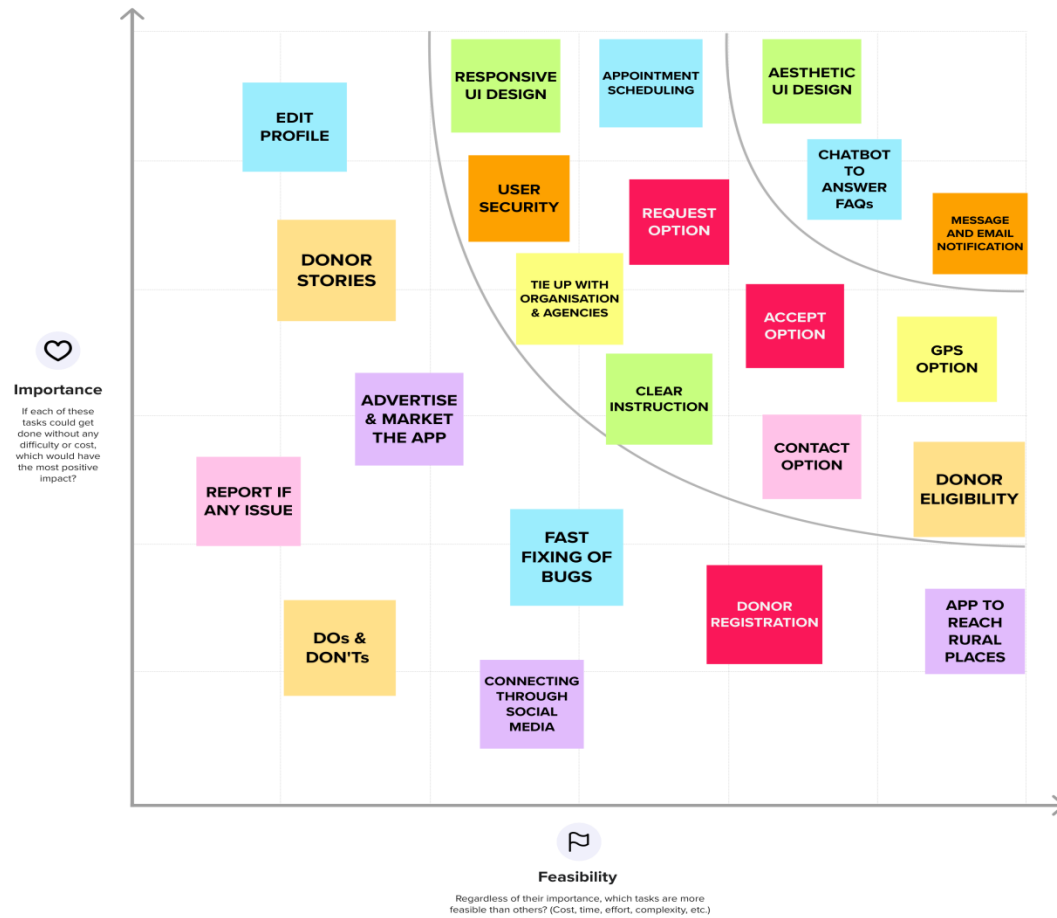 RESPONSIVE
UI DESIGN
APPOINTMENT
SCHEDULING
AESTHETIC
UI DESIGN
EDIT
PROFILE
CHATBOT
TO
ANSWER
FAQs
USER
SECURITY
REQUEST
OPTION
MESSAGE
AND EMAIL
NOTIFICATION
DONOR
STORIES
TIE UP WITH
ORGANISATION
& AGENCIES
ACCEPT
OPTION
GPS
OPTION
Importance
If each of these
tasks could get
done without any
difficulty or cost,
which would have
the most positive
impact?
ADVERTISE
& MARKET
THE APP
CLEAR
INSTRUCTION
CONTACT
OPTION
DONOR
ELIGIBILITY
REPORT IF
ANY ISSUE
FAST
FIXING OF
BUGS
DONOR
REGISTRATION
APP TO
REACH
RURAL
PLACES
DOs &
DON'Ts
CONNECTING
THROUGH
SOCIAL
MEDIA
Feasibility
Regardless of their importance, which tasks are more
feasible than others? (Cost, time, effort, complexity, etc.)